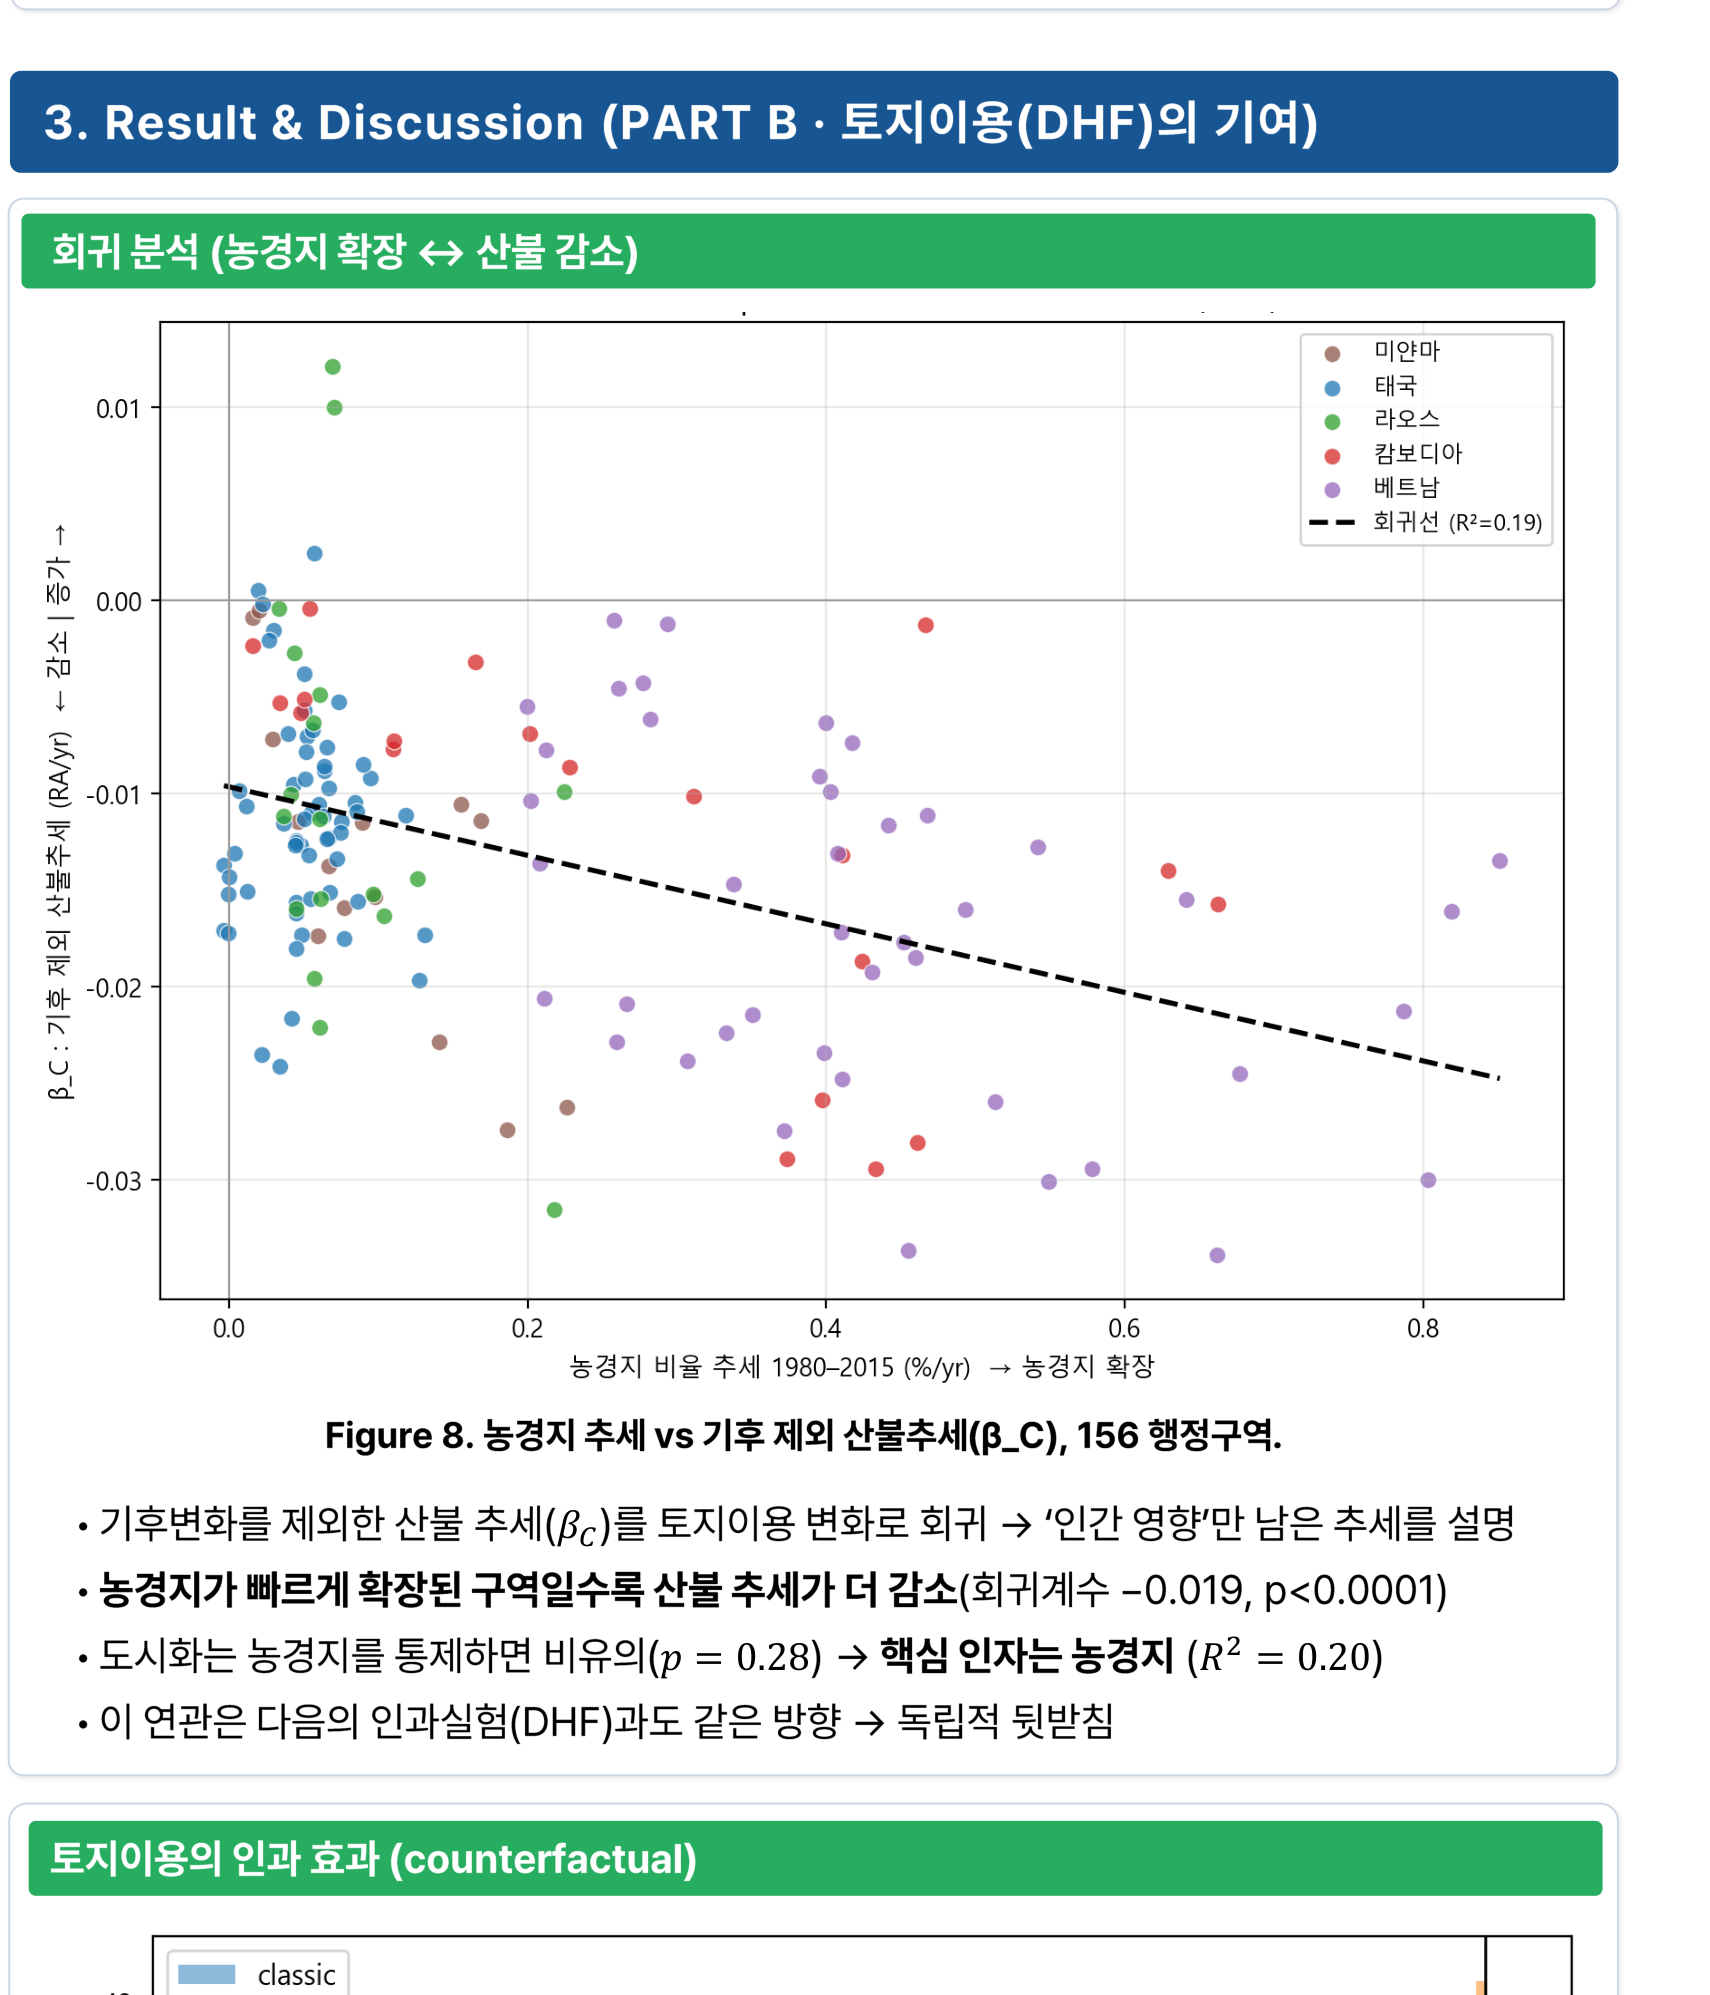 3. Result & Discussion (PART B · 토지이용(DHF)의 기여)
회귀 분석 (농경지 확장 ↔ 산불 감소)
미얀마
태국
라오스
캄보디아
베트남
회귀선 (R²=0.19)
0.01
0.00
-0.01
-0.02
-0.03
β_C : 기후 제외 산불추세 (RA/yr) ← 감소 | 증가 →
0.0 0.2 0.4 0.6 0.8
농경지 비율 추세 1980–2015 (%/yr) → 농경지 확장
Figure 8. 농경지 추세 vs 기후 제외 산불추세(β_C), 156 행정구역.
• 기후변화를 제외한 산불 추세(β_C)를 토지이용 변화로 회귀 → ‘인간 영향’만 남은 추세를 설명
• 농경지가 빠르게 확장된 구역일수록 산불 추세가 더 감소(회귀계수 −0.019, p<0.0001)
• 도시화는 농경지를 통제하면 비유의(p = 0.28) → 핵심 인자는 농경지 (R² = 0.20)
• 이 연관은 다음의 인과실험(DHF)과도 같은 방향 → 독립적 뒷받침
토지이용의 인과 효과 (counterfactual)
classic